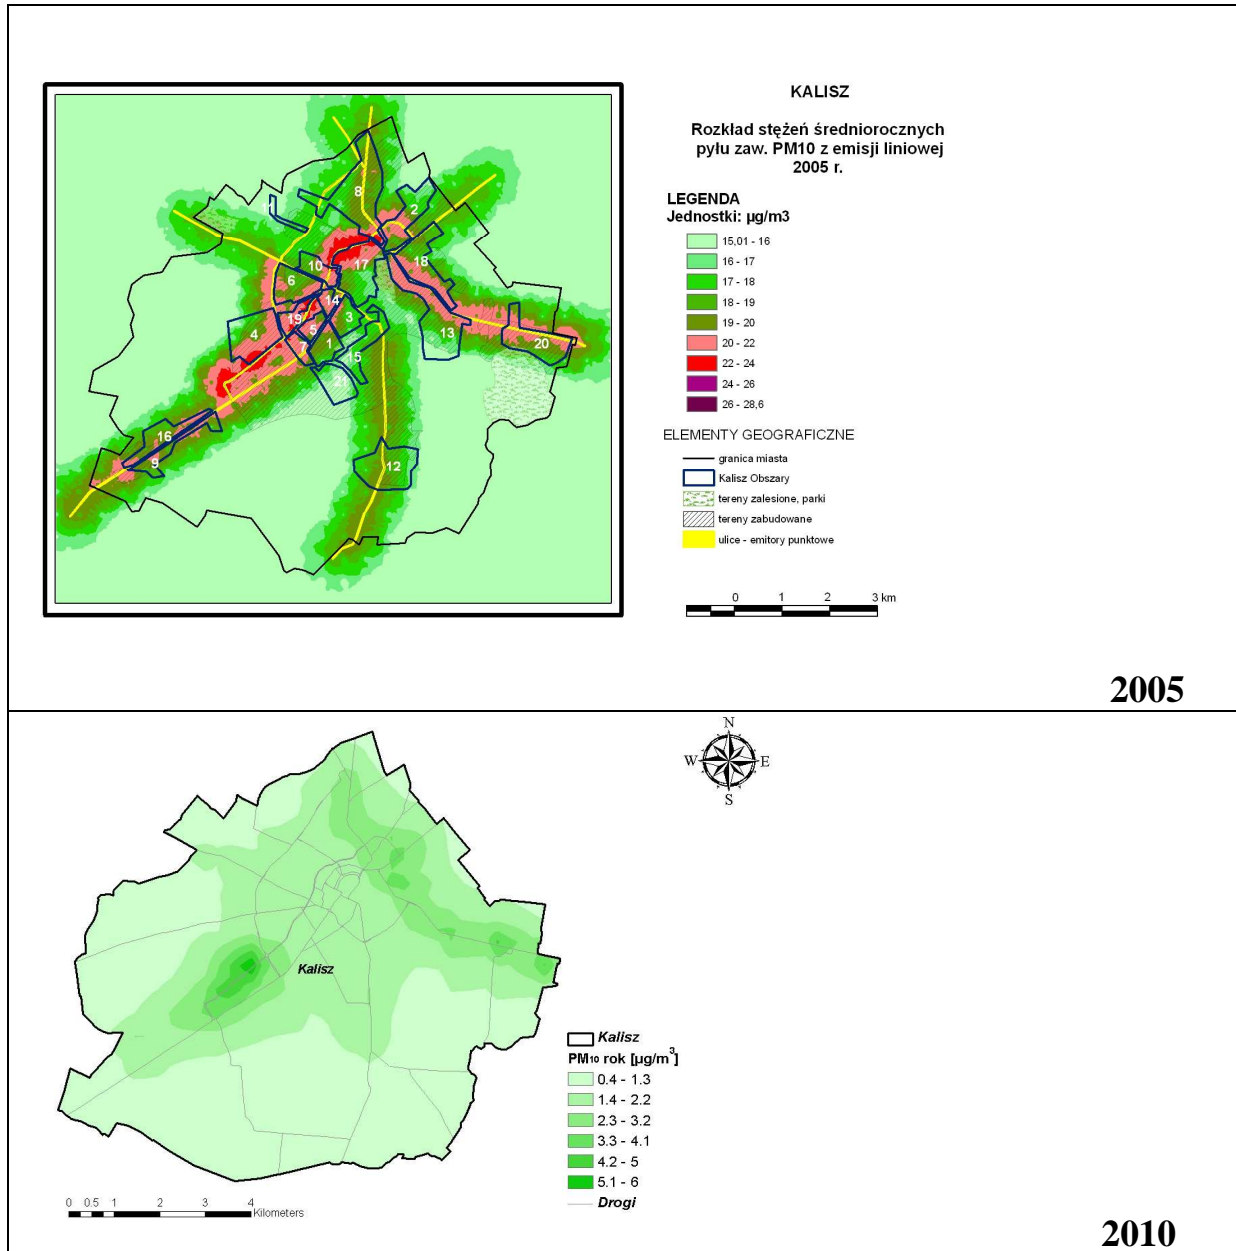 KALISZ
Rozkład stężeń średniorocznych
pyłu zaw. PM10 z emisji liniowej
2005 r.
LEGENDA
Jednostki: µg/m3
15,01 - 16
16 - 17
17 - 18
18 - 19
19 - 20
20 - 22
22 - 24
24 - 26
26 - 28,6
ELEMENTY GEOGRAFICZNE
granica miasta
Kalisz Obszary
tereny zalesione, parki
tereny zabudowane
ulice - emitory punktowe
0 1 2 3 km
8
2
11
10
17
18
6
14
19
3
4
5
13
7
1
20
15
21
16
9
12
2005
N
W E
S
Kalisz
Kalisz
PM10 rok [µg/m³]
0.4 - 1.3
1.4 - 2.2
2.3 - 3.2
3.3 - 4.1
4.2 - 5
5.1 - 6
Drogi
0 0.5 1 2 3 4
Kilometers
2010